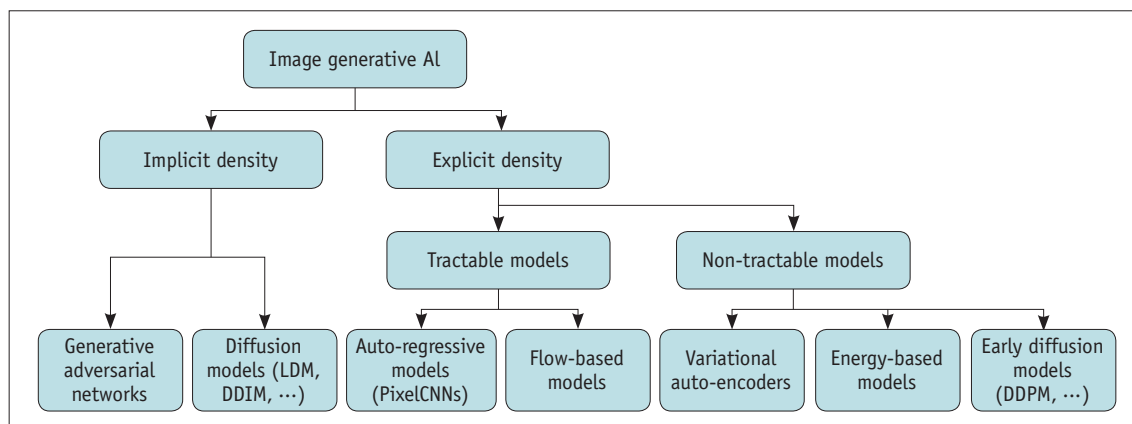 Image generative Al
Implicit density
Explicit density
Tractable models
Non-tractable models
Generative
adversarial
networks
Diffusion
models (LDM,
DDIM, ⋯)
Auto-regressive
models
(PixelCNNs)
Flow-based
models
Variational
auto-encoders
Energy-based
models
Early diffusion
models
(DDPM, ⋯)